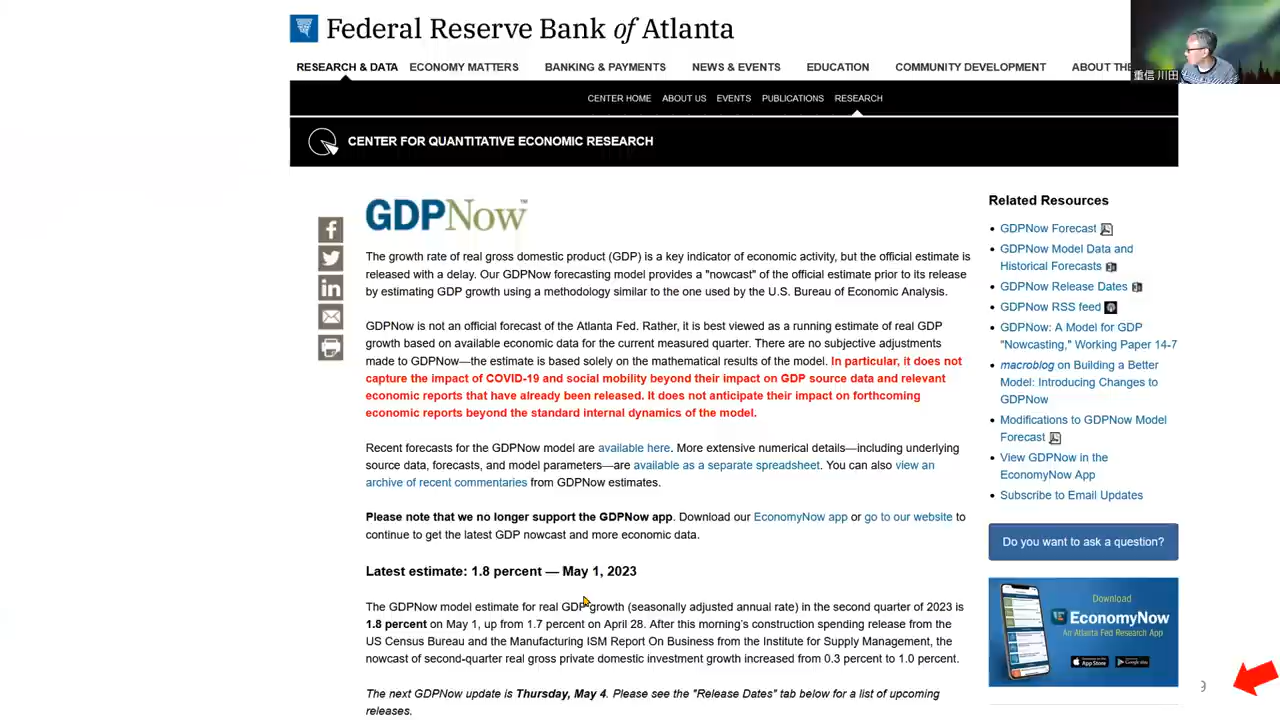 Federal Reserve Bank of Atlanta
RESEARCH & DATA ECONOMY MATTERS BANKING & PAYMENTS NEWS & EVENTS EDUCATION COMMUNITY DEVELOPMENT ABOUT THE
重信 川田
CENTER HOME ABOUT US EVENTS PUBLICATIONS RESEARCH
CENTER FOR QUANTITATIVE ECONOMIC RESEARCH
GDPNow™
The growth rate of real gross domestic product (GDP) is a key indicator of economic activity, but the official estimate is
released with a delay. Our GDPNow forecasting model provides a "nowcast" of the official estimate prior to its release
by estimating GDP growth using a methodology similar to the one used by the U.S. Bureau of Economic Analysis.
GDPNow is not an official forecast of the Atlanta Fed. Rather, it is best viewed as a running estimate of real GDP
growth based on available economic data for the current measured quarter. There are no subjective adjustments
made to GDPNow—the estimate is based solely on the mathematical results of the model. In particular, it does not
capture the impact of COVID-19 and social mobility beyond their impact on GDP source data and relevant
economic reports that have already been released. It does not anticipate their impact on forthcoming
economic reports beyond the standard internal dynamics of the model.
Recent forecasts for the GDPNow model are available here. More extensive numerical details—including underlying
source data, forecasts, and model parameters—are available as a separate spreadsheet. You can also view an
archive of recent commentaries from GDPNow estimates.
Please note that we no longer support the GDPNow app. Download our EconomyNow app or go to our website to
continue to get the latest GDP nowcast and more economic data.
Latest estimate: 1.8 percent — May 1, 2023
The GDPNow model estimate for real GDP growth (seasonally adjusted annual rate) in the second quarter of 2023 is
1.8 percent on May 1, up from 1.7 percent on April 28. After this morning's construction spending release from the
US Census Bureau and the Manufacturing ISM Report On Business from the Institute for Supply Management, the
nowcast of second-quarter real gross private domestic investment growth increased from 0.3 percent to 1.0 percent.
The next GDPNow update is Thursday, May 4. Please see the "Release Dates" tab below for a list of upcoming
releases.
Related Resources
GDPNow Forecast
GDPNow Model Data and
Historical Forecasts
GDPNow Release Dates
GDPNow RSS feed
GDPNow: A Model for GDP
"Nowcasting," Working Paper 14-7
macroblog on Building a Better
Model: Introducing Changes to
GDPNow
Modifications to GDPNow Model
Forecast
View GDPNow in the
EconomyNow App
Subscribe to Email Updates
Do you want to ask a question?
Download
EconomyNow
An Atlanta Fed Research App
App Store Google Play
9